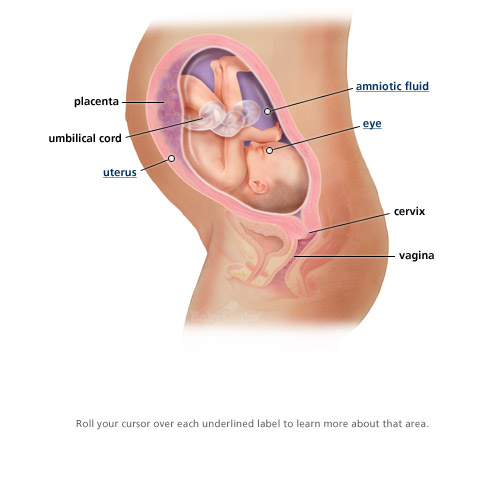 amniotic fluid
placenta
eye
umbilical cord
uterus
cervix
vagina
BabyCenter
Roll your cursor over each underlined label to learn more about that area.